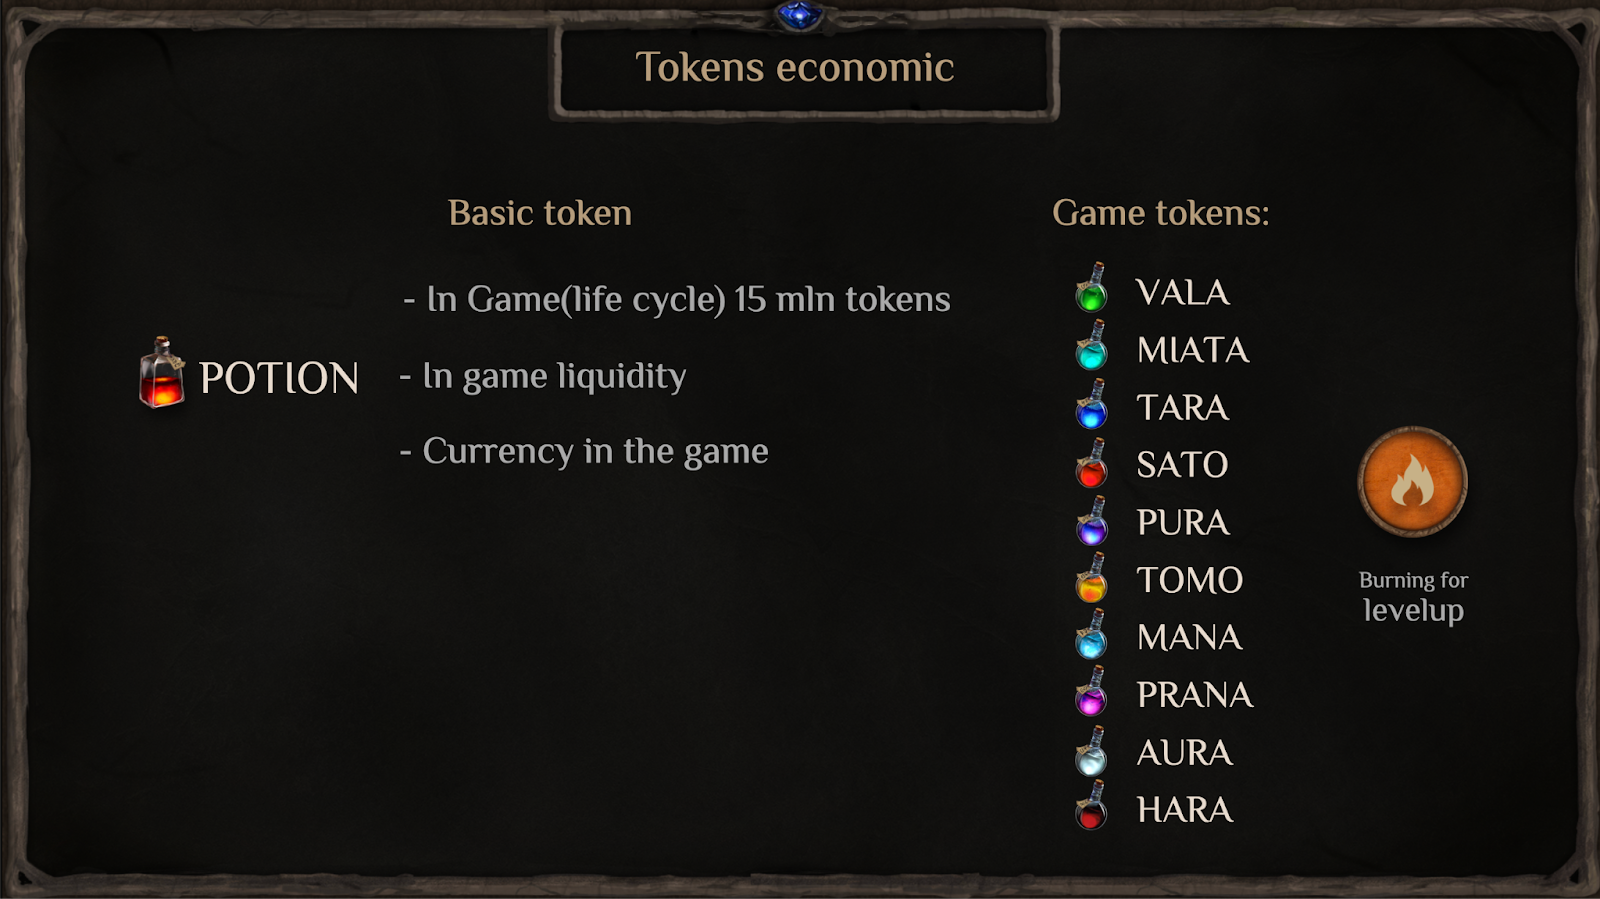 Tokens economic
Basic token
- In Game(life cycle) 15 mln tokens
POTION
- In game liquidity
- Currency in the game
Game tokens:
VALA
MIATA
TARA
SATO
PURA
TOMO
MANA
PRANA
AURA
HARA
Burning for
levelup